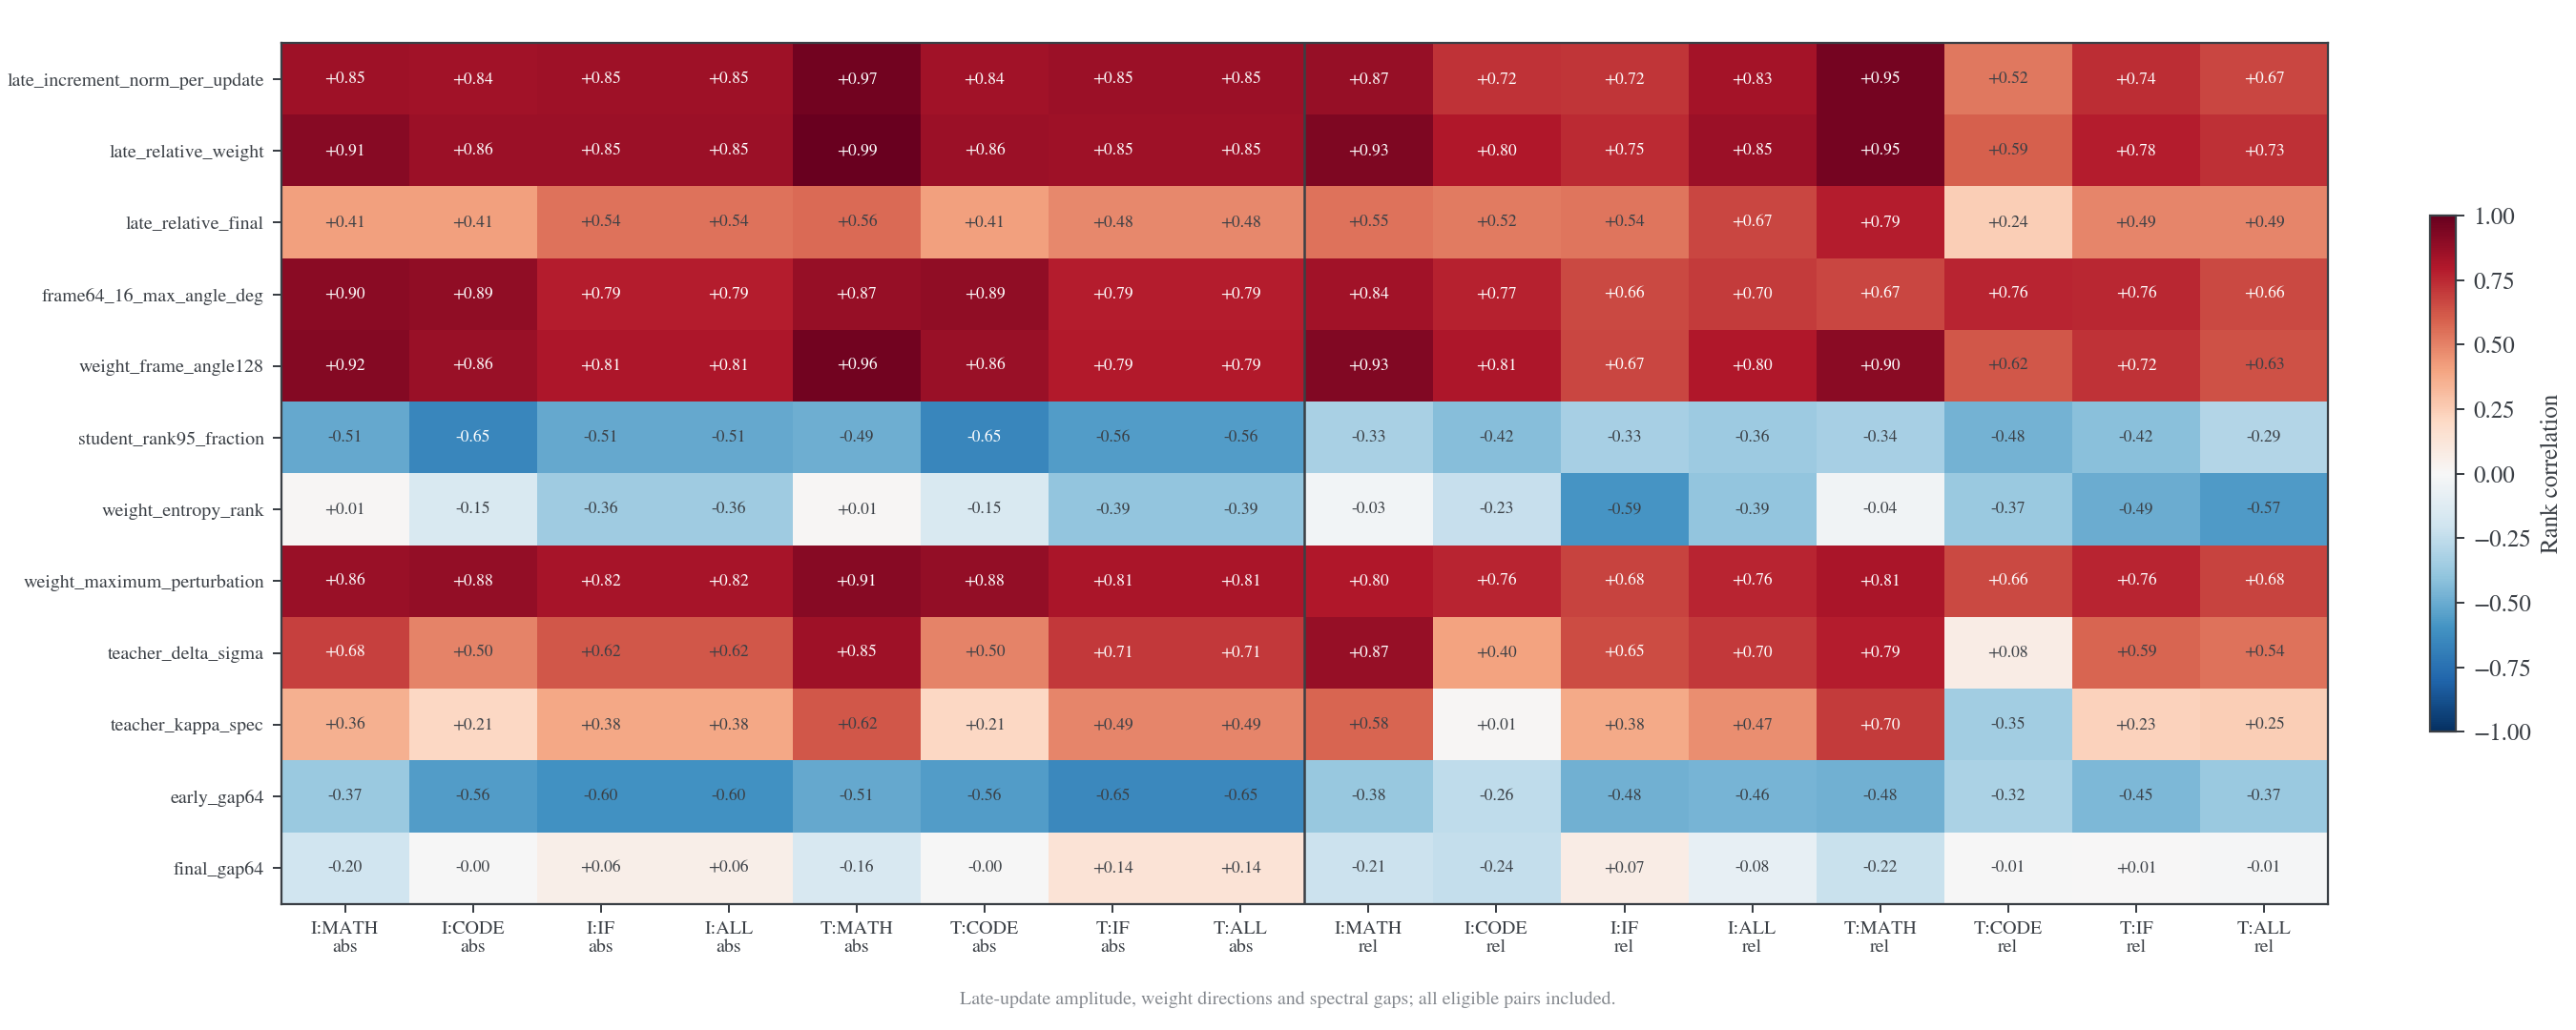 late_increment_norm_per_update +0.85 +0.84 +0.85 +0.85 +0.97 +0.84 +0.85 +0.85 +0.87 +0.72 +0.72 +0.83 +0.95 +0.52 +0.74 +0.67
late_relative_weight +0.91 +0.86 +0.85 +0.85 +0.99 +0.86 +0.85 +0.85 +0.93 +0.80 +0.75 +0.85 +0.95 +0.59 +0.78 +0.73
late_relative_final +0.41 +0.41 +0.54 +0.54 +0.56 +0.41 +0.48 +0.48 +0.55 +0.52 +0.54 +0.67 +0.79 +0.24 +0.49 +0.49
frame64_16_max_angle_deg +0.90 +0.89 +0.79 +0.79 +0.87 +0.89 +0.79 +0.79 +0.84 +0.77 +0.66 +0.70 +0.67 +0.76 +0.76 +0.66
weight_frame_angle128 +0.92 +0.86 +0.81 +0.81 +0.96 +0.86 +0.79 +0.79 +0.93 +0.81 +0.67 +0.80 +0.90 +0.62 +0.72 +0.63
student_rank95_fraction -0.51 -0.65 -0.51 -0.51 -0.49 -0.65 -0.56 -0.56 -0.33 -0.42 -0.33 -0.36 -0.34 -0.48 -0.42 -0.29
weight_entropy_rank +0.01 -0.15 -0.36 -0.36 +0.01 -0.15 -0.39 -0.39 -0.03 -0.23 -0.59 -0.39 -0.04 -0.37 -0.49 -0.57
weight_maximum_perturbation +0.86 +0.88 +0.82 +0.82 +0.91 +0.88 +0.81 +0.81 +0.80 +0.76 +0.68 +0.76 +0.81 +0.66 +0.76 +0.68
teacher_delta_sigma +0.68 +0.50 +0.62 +0.62 +0.85 +0.50 +0.71 +0.71 +0.87 +0.40 +0.65 +0.70 +0.79 +0.08 +0.59 +0.54
teacher_kappa_spec +0.36 +0.21 +0.38 +0.38 +0.62 +0.21 +0.49 +0.49 +0.58 +0.01 +0.38 +0.47 +0.70 -0.35 +0.23 +0.25
early_gap64 -0.37 -0.56 -0.60 -0.60 -0.51 -0.56 -0.65 -0.65 -0.38 -0.26 -0.48 -0.46 -0.48 -0.32 -0.45 -0.37
final_gap64 -0.20 -0.00 +0.06 +0.06 -0.16 -0.00 +0.14 +0.14 -0.21 -0.24 +0.07 -0.08 -0.22 -0.01 +0.01 -0.01
I:MATH I:CODE I:IF I:ALL T:MATH T:CODE T:IF T:ALL I:MATH I:CODE I:IF I:ALL T:MATH T:CODE T:IF T:ALL
abs abs abs abs abs abs abs abs rel rel rel rel rel rel rel rel
1.00
0.75
0.50
0.25
0.00
−0.25
−0.50
−0.75
−1.00
Rank correlation
Late-update amplitude, weight directions and spectral gaps; all eligible pairs included.